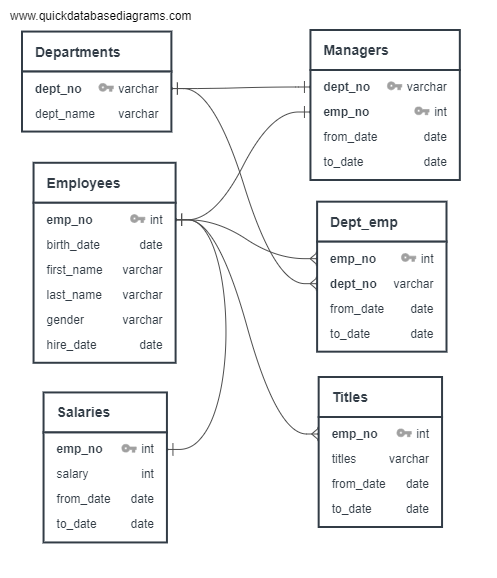 www.quickdatabasediagrams.com
Departments
dept_no varchar
dept_name varchar
Managers
dept_no varchar
emp_no int
from_date date
to_date date
Employees
emp_no int
birth_date date
first_name varchar
last_name varchar
gender varchar
hire_date date
Dept_emp
emp_no int
dept_no varchar
from_date date
to_date date
Salaries
emp_no int
salary int
from_date date
to_date date
Titles
emp_no int
titles varchar
from_date date
to_date date